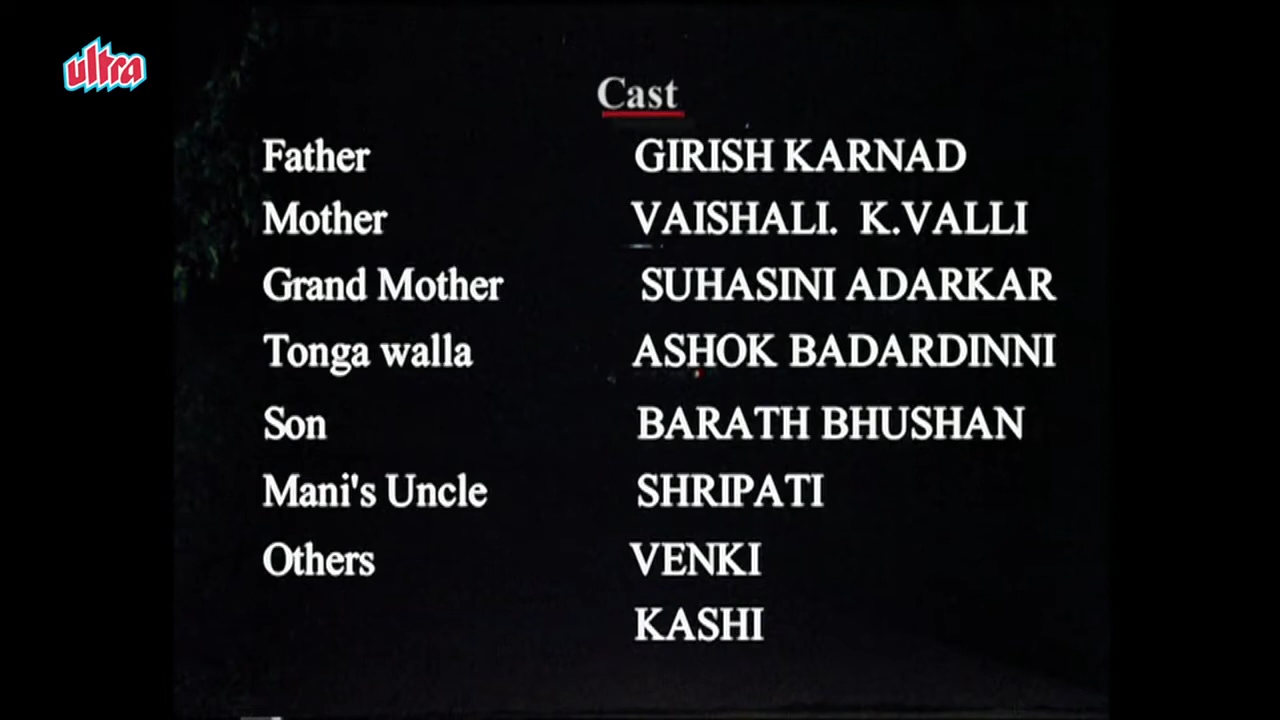 ultra
Cast
Father GIRISH KARNAD
Mother VAISHALI. K.VALLI
Grand Mother SUHASINI ADARKAR
Tonga walla ASHOK BADARDINNI
Son BARATH BHUSHAN
Mani's Uncle SHRIPATI
Others VENKI
KASHI